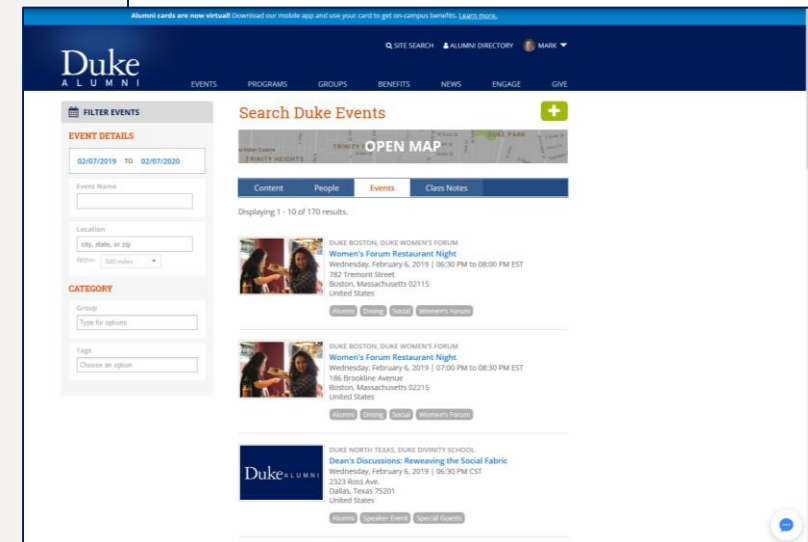 Alumni cards are now virtual! Download our mobile app and use your card to get on-campus benefits. Learn more.
SITE SEARCH ALUMNI DIRECTORY MARK
Duke
ALUMNI
EVENTS PROGRAMS GROUPS BENEFITS NEWS ENGAGE GIVE
FILTER EVENTS
EVENT DETAILS
02/07/2019 TO 02/07/2020
Event Name
Location
city, state, or zip
Within 500 miles
CATEGORY
Group
Type for options
Tags
Choose an option
Search Duke Events
+
OPEN MAP
TRINITY HEIGHTS
DUKE PARK
Content People Events Class Notes
Displaying 1 - 10 of 170 results.
DUKE BOSTON, DUKE WOMEN'S FORUM
Women's Forum Restaurant Night
Wednesday, February 6, 2019 | 06:30 PM to 08:00 PM EST
782 Tremont Street
Boston, Massachusetts 02115
United States
Alumni Dining Social Women's Forum
DUKE BOSTON, DUKE WOMEN'S FORUM
Women's Forum Restaurant Night
Wednesday, February 6, 2019 | 07:00 PM to 08:30 PM EST
186 Brookline Avenue
Boston, Massachusetts 02215
United States
Alumni Dining Social Women's Forum
Duke ALUMNI
DUKE NORTH TEXAS, DUKE DIVINITY SCHOOL
Dean's Discussions: Reweaving the Social Fabric
Wednesday, February 6, 2019 | 06:30 PM CST
2323 Ross Ave.
Dallas, Texas 75201
United States
Alumni Speaker Event Special Guests